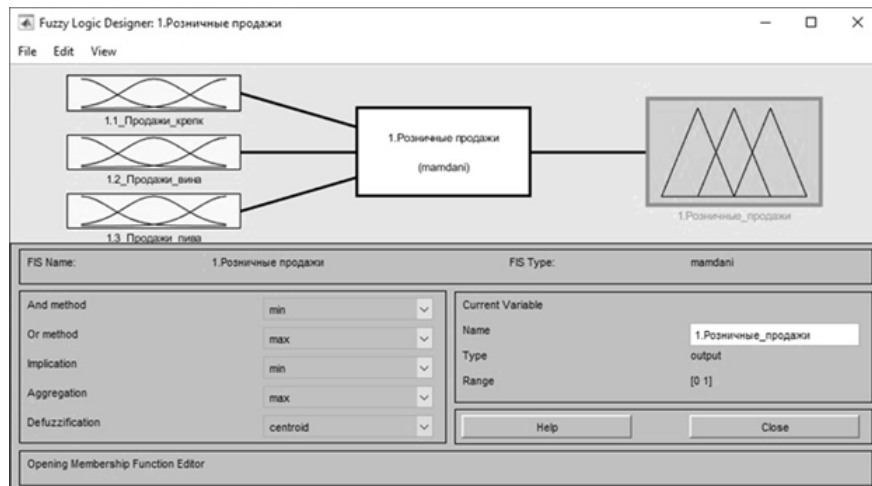 Fuzzy Logic Designer: 1.Розничные продажи
File Edit View
1.1_Продажи_крепк
1.2_Продажи_вина
1.3_Продажи_пива
1.Розничные продажи
(mamdani)
1.Розничные_продажи
FIS Name: 1.Розничные продажи FIS Type: mamdani
And method min
Or method max
Implication min
Aggregation max
Defuzzification centroid
Current Variable
Name 1.Розничные_продажи
Type output
Range [0 1]
Help Close
Opening Membership Function Editor